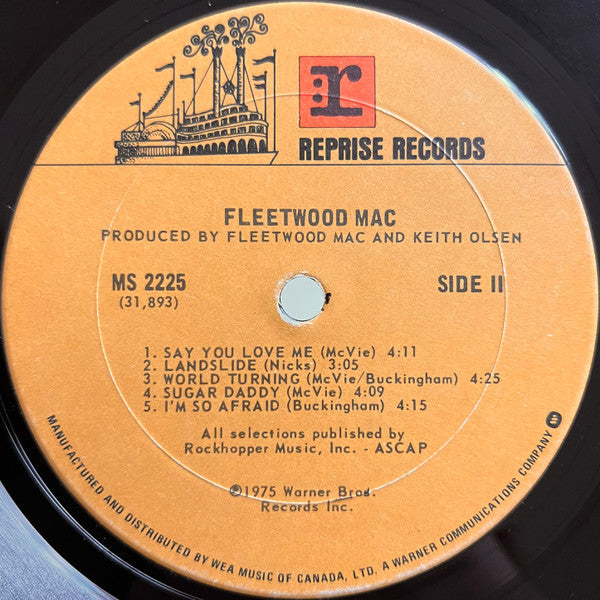 r
REPRISE RECORDS
FLEETWOOD MAC
PRODUCED BY FLEETWOOD MAC AND KEITH OLSEN
MS 2225
(31,893)
SIDE II
1. SAY YOU LOVE ME (McVie) 4:11
2. LANDSLIDE (Nicks) 3:05
3. WORLD TURNING (McVie/Buckingham) 4:25
4. SUGAR DADDY (McVie) 4:09
5. I'M SO AFRAID (Buckingham) 4:15
All selections published by
Rockhopper Music, Inc. - ASCAP
©1975 Warner Bros.
Records Inc.
MANUFACTURED AND DISTRIBUTED BY WEA MUSIC OF CANADA, LTD. A WARNER COMMUNICATIONS COMPANY